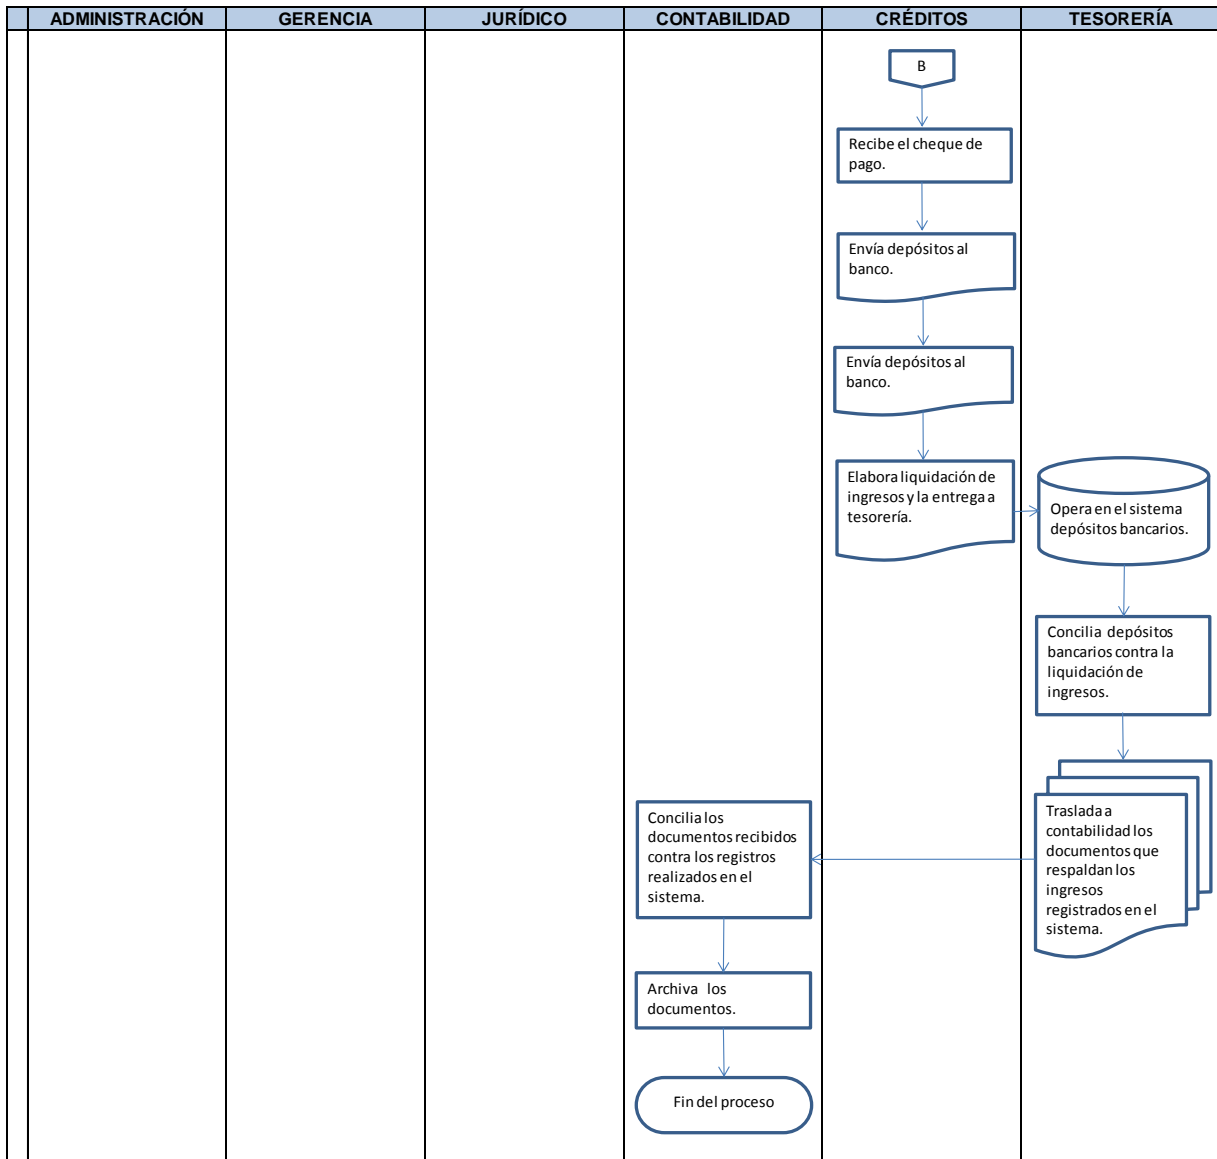 ADMINISTRACIÓN
GERENCIA
JURÍDICO
CONTABILIDAD
CRÉDITOS
TESORERÍA
B
Recibe el cheque de
pago.
Envía depósitos al
banco.
Envía depósitos al
banco.
Elabora liquidación de
ingresos y la entrega a
tesorería.
Opera en el sistema
depósitos bancarios.
Concilia depósitos
bancarios contra la
liquidación de
ingresos.
Traslada a
contabilidad los
documentos que
respaldan los
ingresos
registrados en el
sistema.
Concilia los
documentos recibidos
contra los registros
realizados en el
sistema.
Archiva los
documentos.
Fin del proceso